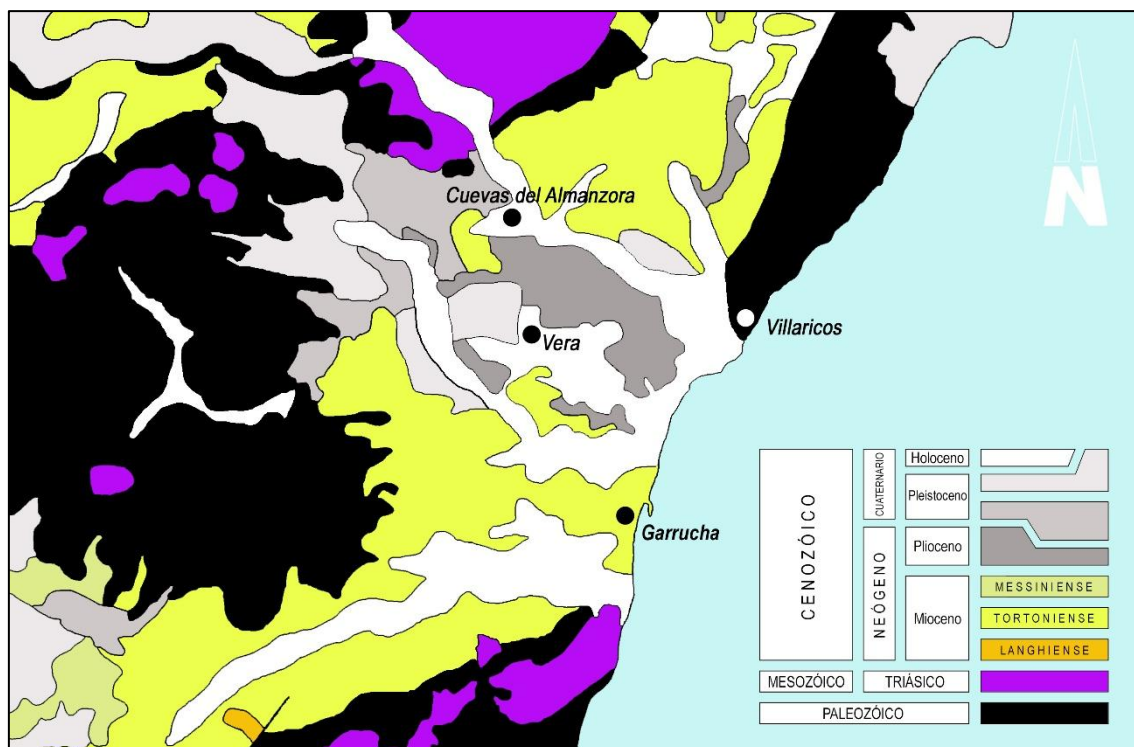 N
Cuevas del Almanzora
Villaricos
Vera
Garrucha
CENOZÓICO
CUATERNARIO
Holoceno
Pleistoceno
NEÓGENO
Plioceno
Mioceno
MESSINIENSE
TORTONIENSE
LANGHIENSE
MESOZÓICO
TRIÁSICO
PALEOZÓICO